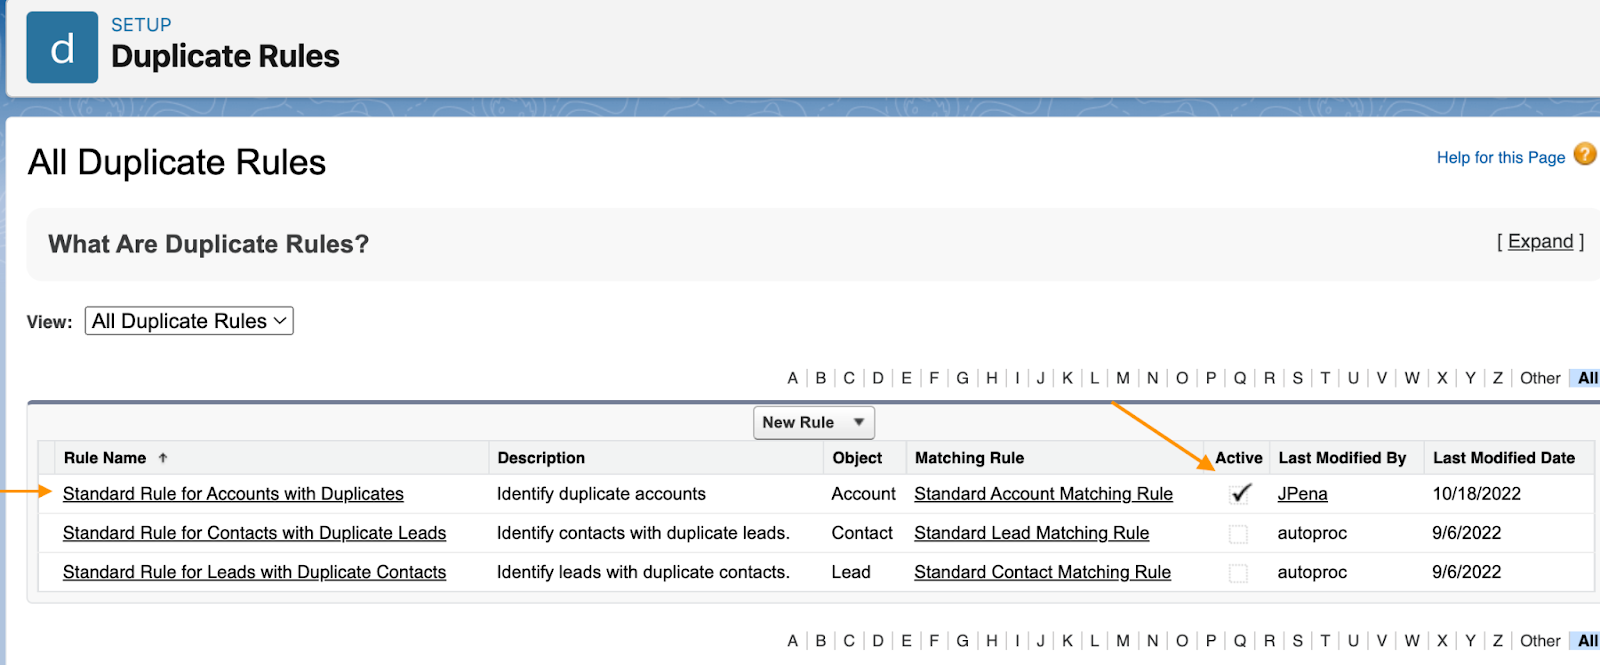 d
SETUP
Duplicate Rules
All Duplicate Rules
Help for this Page ?
What Are Duplicate Rules?
[ Expand ]
View: All Duplicate Rules
A | B | C | D | E | F | G | H | I | J | K | L | M | N | O | P | Q | R | S | T | U | V | W | X | Y | Z | Other | All
New Rule
Rule Name ↑ Description Object Matching Rule Active Last Modified By Last Modified Date
Standard Rule for Accounts with Duplicates Identify duplicate accounts Account Standard Account Matching Rule ✓ JPena 10/18/2022
Standard Rule for Contacts with Duplicate Leads Identify contacts with duplicate leads. Contact Standard Lead Matching Rule autoproc 9/6/2022
Standard Rule for Leads with Duplicate Contacts Identify leads with duplicate contacts. Lead Standard Contact Matching Rule autoproc 9/6/2022
A | B | C | D | E | F | G | H | I | J | K | L | M | N | O | P | Q | R | S | T | U | V | W | X | Y | Z | Other | All